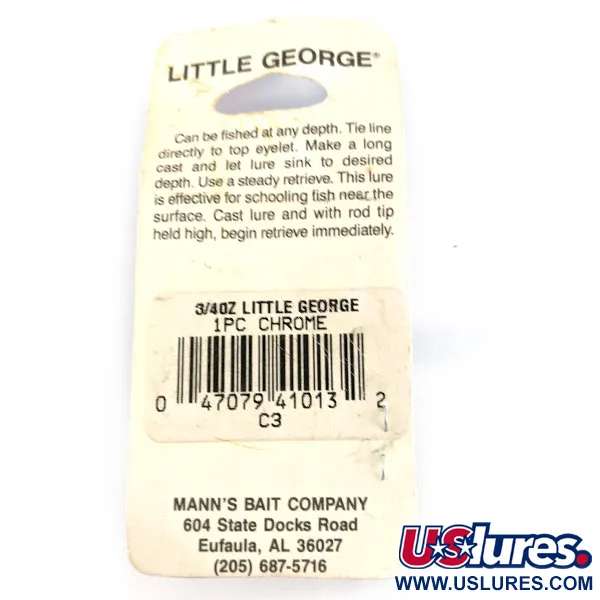 LITTLE GEORGE®
Can be fished at any depth. Tie line
directly to top eyelet. Make a long
cast and let lure sink to desired
depth. Use a steady retrieve. This lure
is effective for schooling fish near the
surface. Cast lure and with rod tip
held high, begin retrieve immediately.
3/4OZ LITTLE GEORGE
1PC CHROME
0 47079 41013 2
C3
MANN'S BAIT COMPANY
604 State Docks Road
Eufaula, AL 36027
(205) 687-5716
USlures.
WWW.USLURES.COM